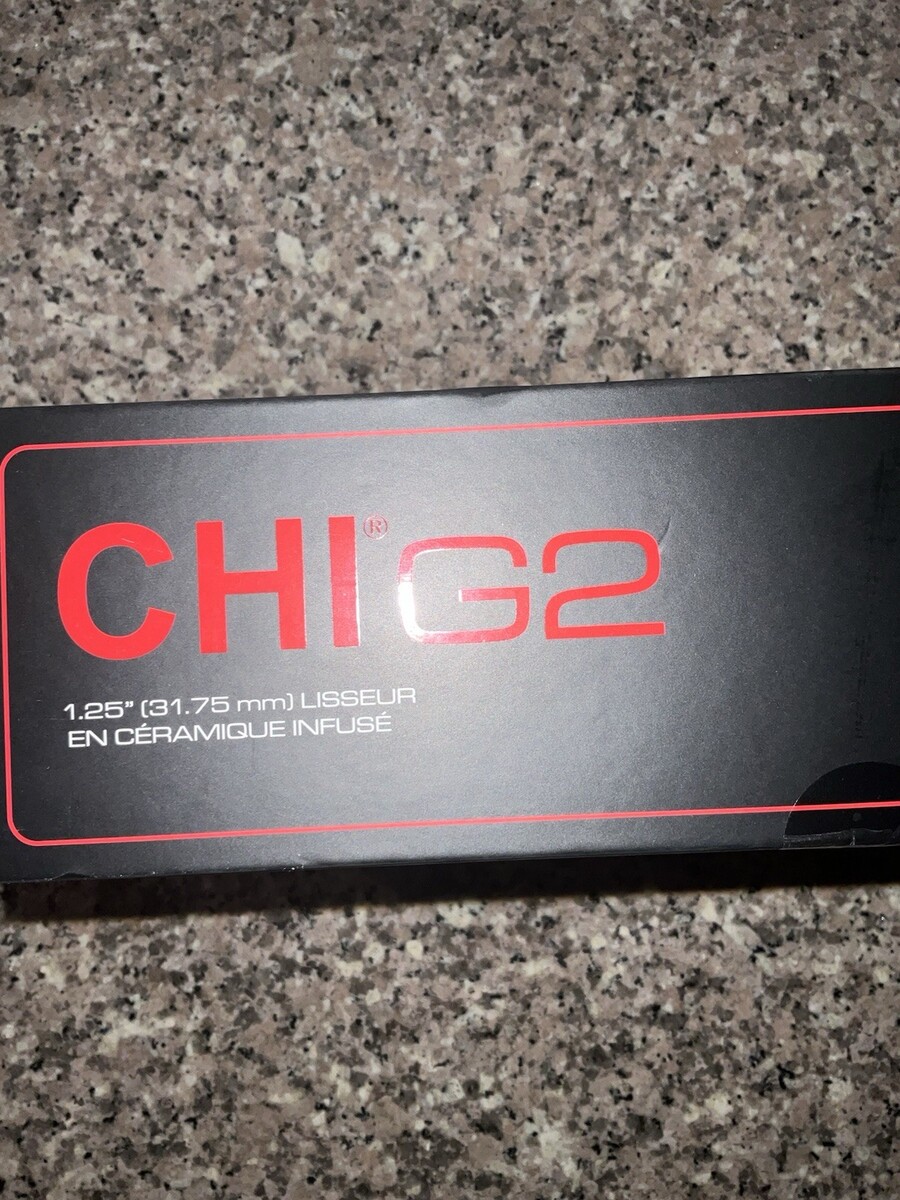 CHI® G2
1.25” (31.75 mm) LISSEUR
EN CÉRAMIQUE INFUSÉ